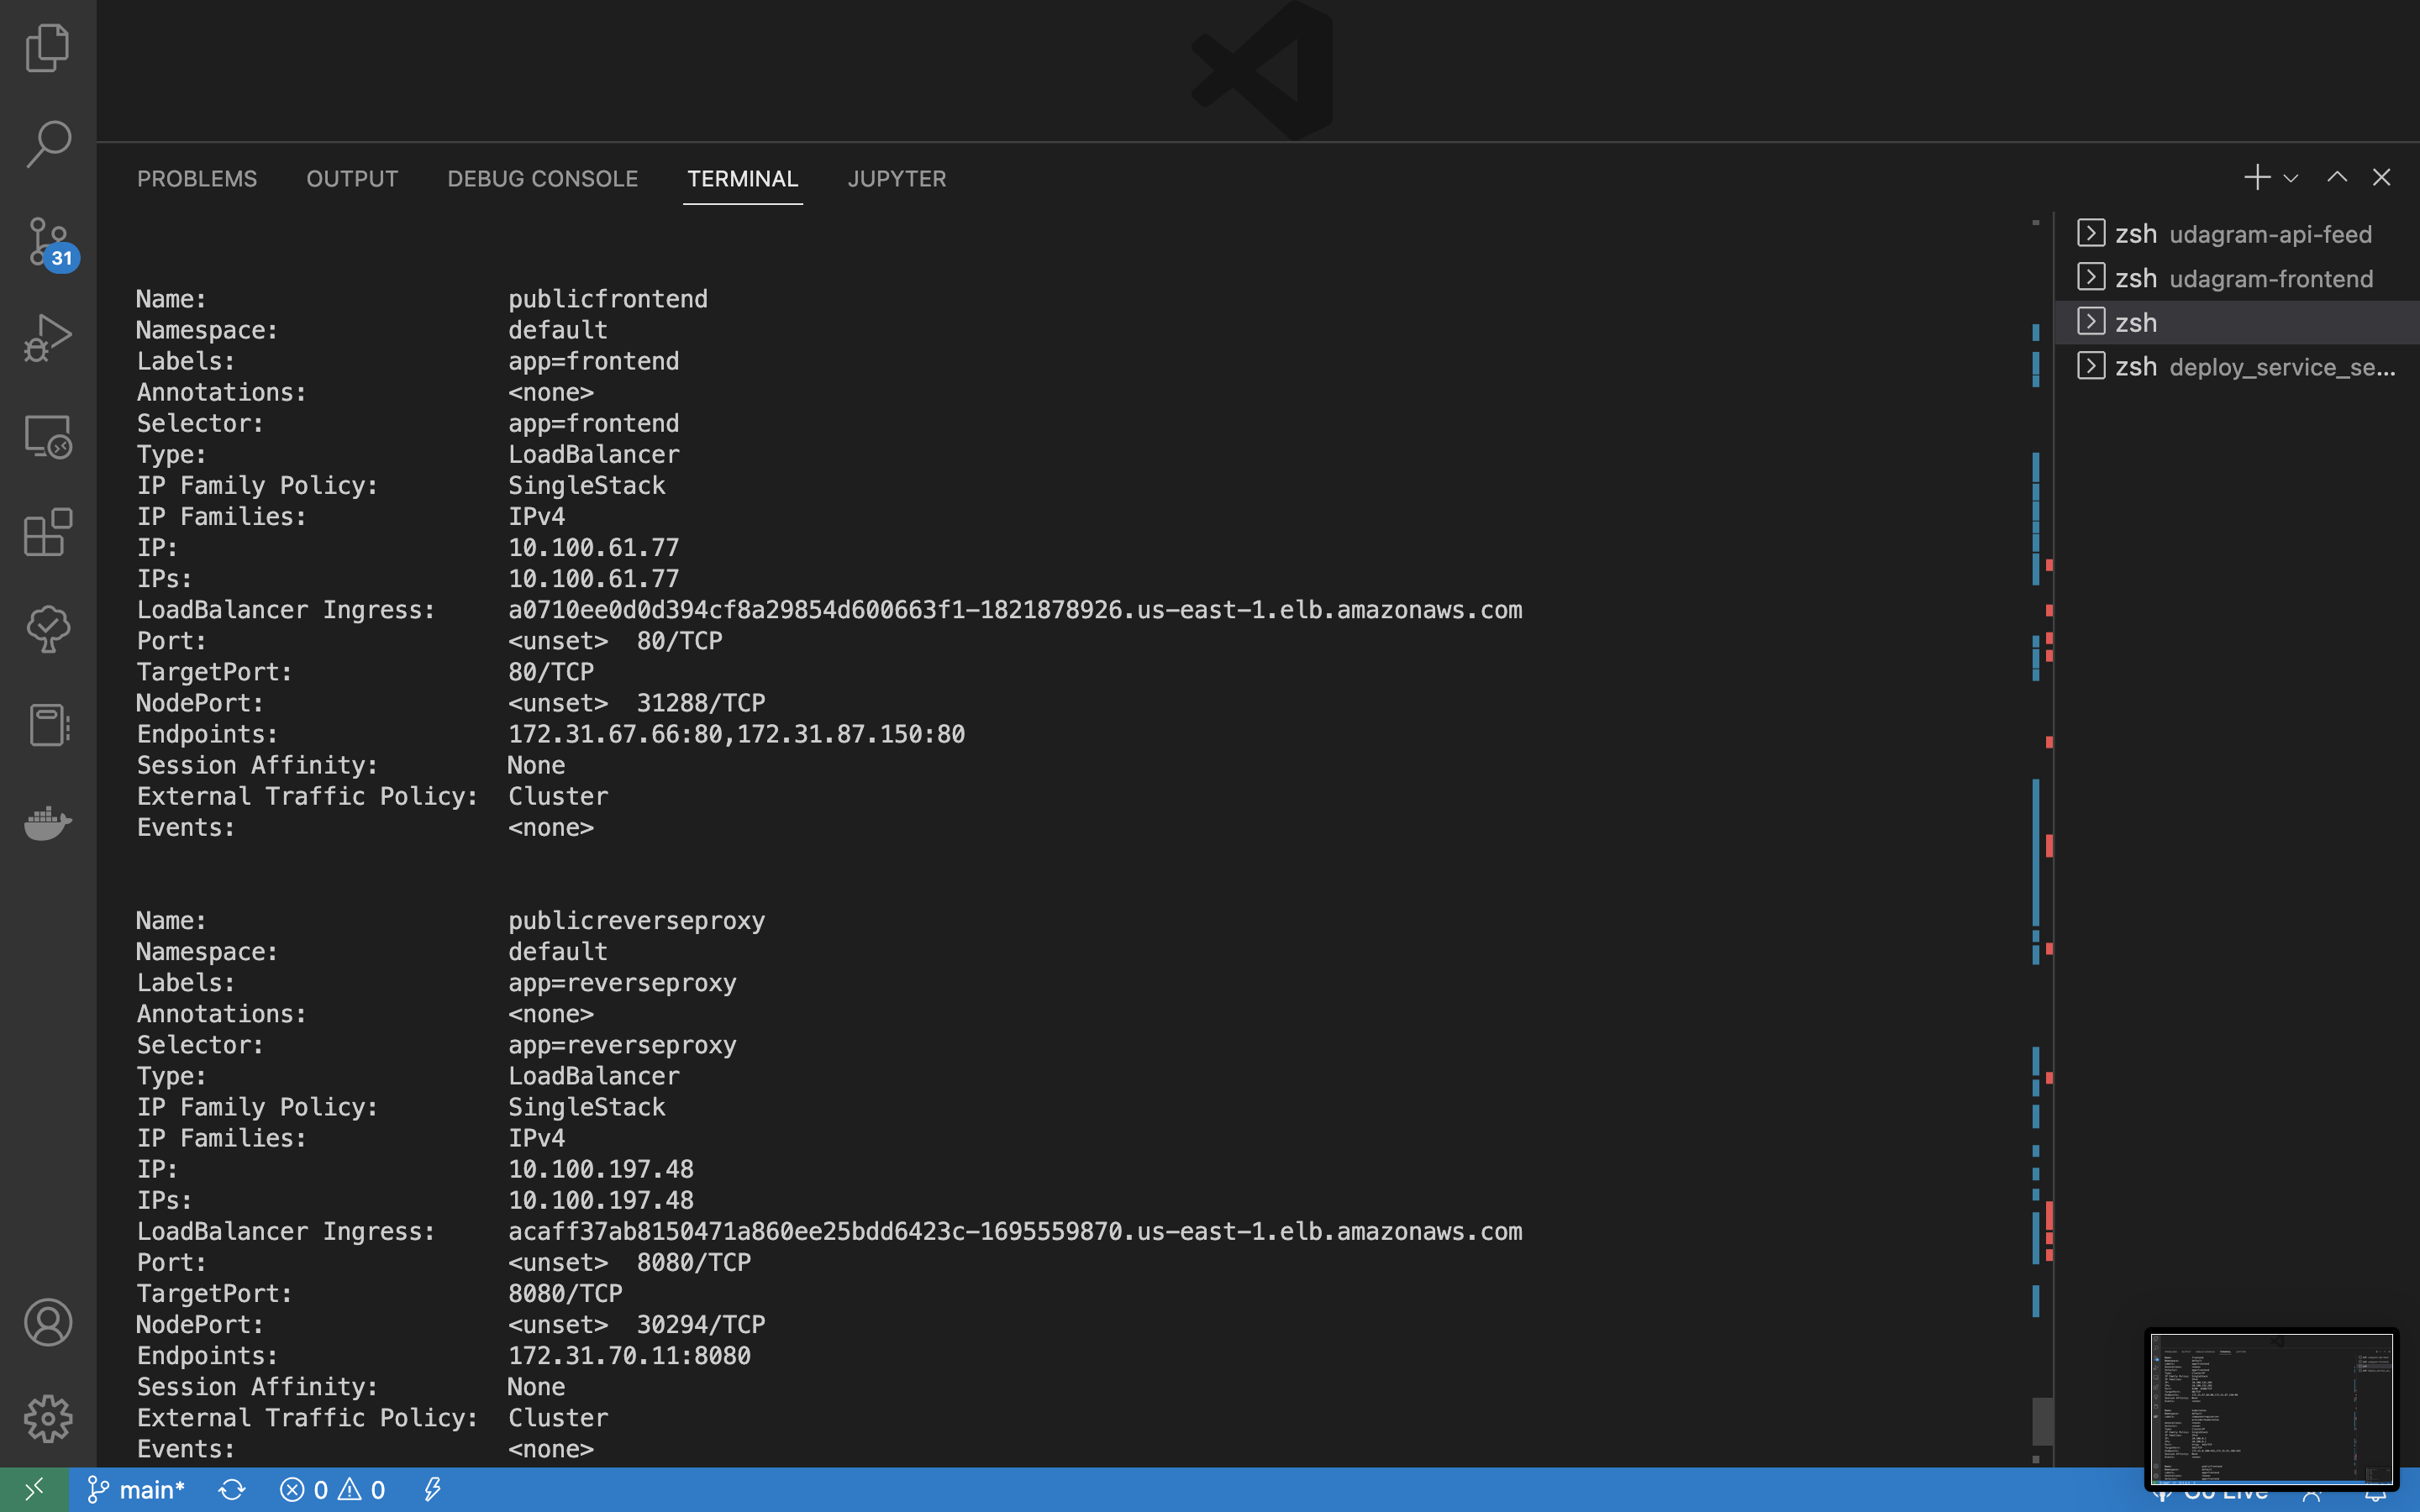 PROBLEMS OUTPUT DEBUG CONSOLE TERMINAL JUPYTER
31
Name: publicfrontend
Namespace: default
Labels: app=frontend
Annotations: <none>
Selector: app=frontend
Type: LoadBalancer
IP Family Policy: SingleStack
IP Families: IPv4
IP: 10.100.61.77
IPs: 10.100.61.77
LoadBalancer Ingress: a0710ee0d0d394cf8a29854d600663f1-1821878926.us-east-1.elb.amazonaws.com
Port: <unset> 80/TCP
TargetPort: 80/TCP
NodePort: <unset> 31288/TCP
Endpoints: 172.31.67.66:80,172.31.87.150:80
Session Affinity: None
External Traffic Policy: Cluster
Events: <none>
Name: publicreverseproxy
Namespace: default
Labels: app=reverseproxy
Annotations: <none>
Selector: app=reverseproxy
Type: LoadBalancer
IP Family Policy: SingleStack
IP Families: IPv4
IP: 10.100.197.48
IPs: 10.100.197.48
LoadBalancer Ingress: acaff37ab8150471a860ee25bdd6423c-1695559870.us-east-1.elb.amazonaws.com
Port: <unset> 8080/TCP
TargetPort: 8080/TCP
NodePort: <unset> 30294/TCP
Endpoints: 172.31.70.11:8080
Session Affinity: None
External Traffic Policy: Cluster
Events: <none>
zsh udagram-api-feed
zsh udagram-frontend
zsh
zsh deploy_service_se...
main* 0 0 Go Live